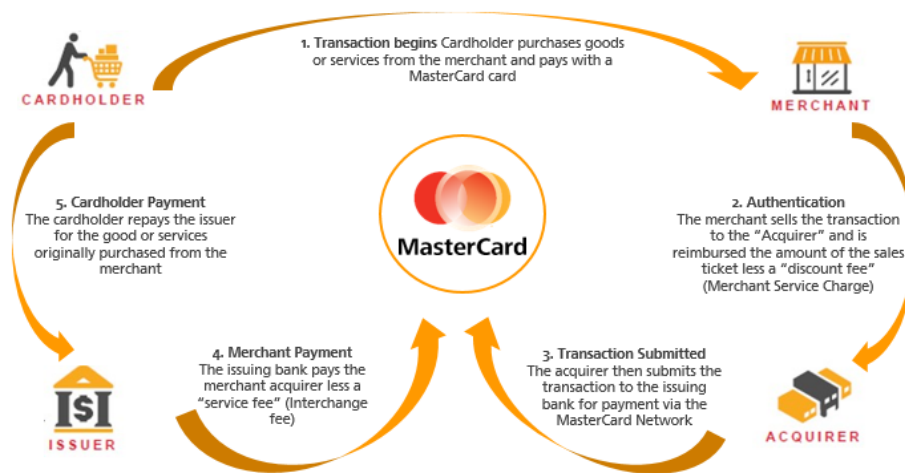 1. Transaction begins Cardholder purchases goods
or services from the merchant and pays with a
MasterCard card
CARDHOLDER
MERCHANT
5. Cardholder Payment
The cardholder repays the issuer
for the good or services
originally purchased from the
merchant
MasterCard
2. Authentication
The merchant sells the transaction
to the “Acquirer” and is
reimbursed the amount of the sales
ticket less a “discount fee”
(Merchant Service Charge)
4. Merchant Payment
The issuing bank pays the
merchant acquirer less a
“service fee” (Interchange
fee)
3. Transaction Submitted
The acquirer then submits the
transaction to the issuing
bank for payment via the
MasterCard Network
I$I
ISSUER
ACQUIRER